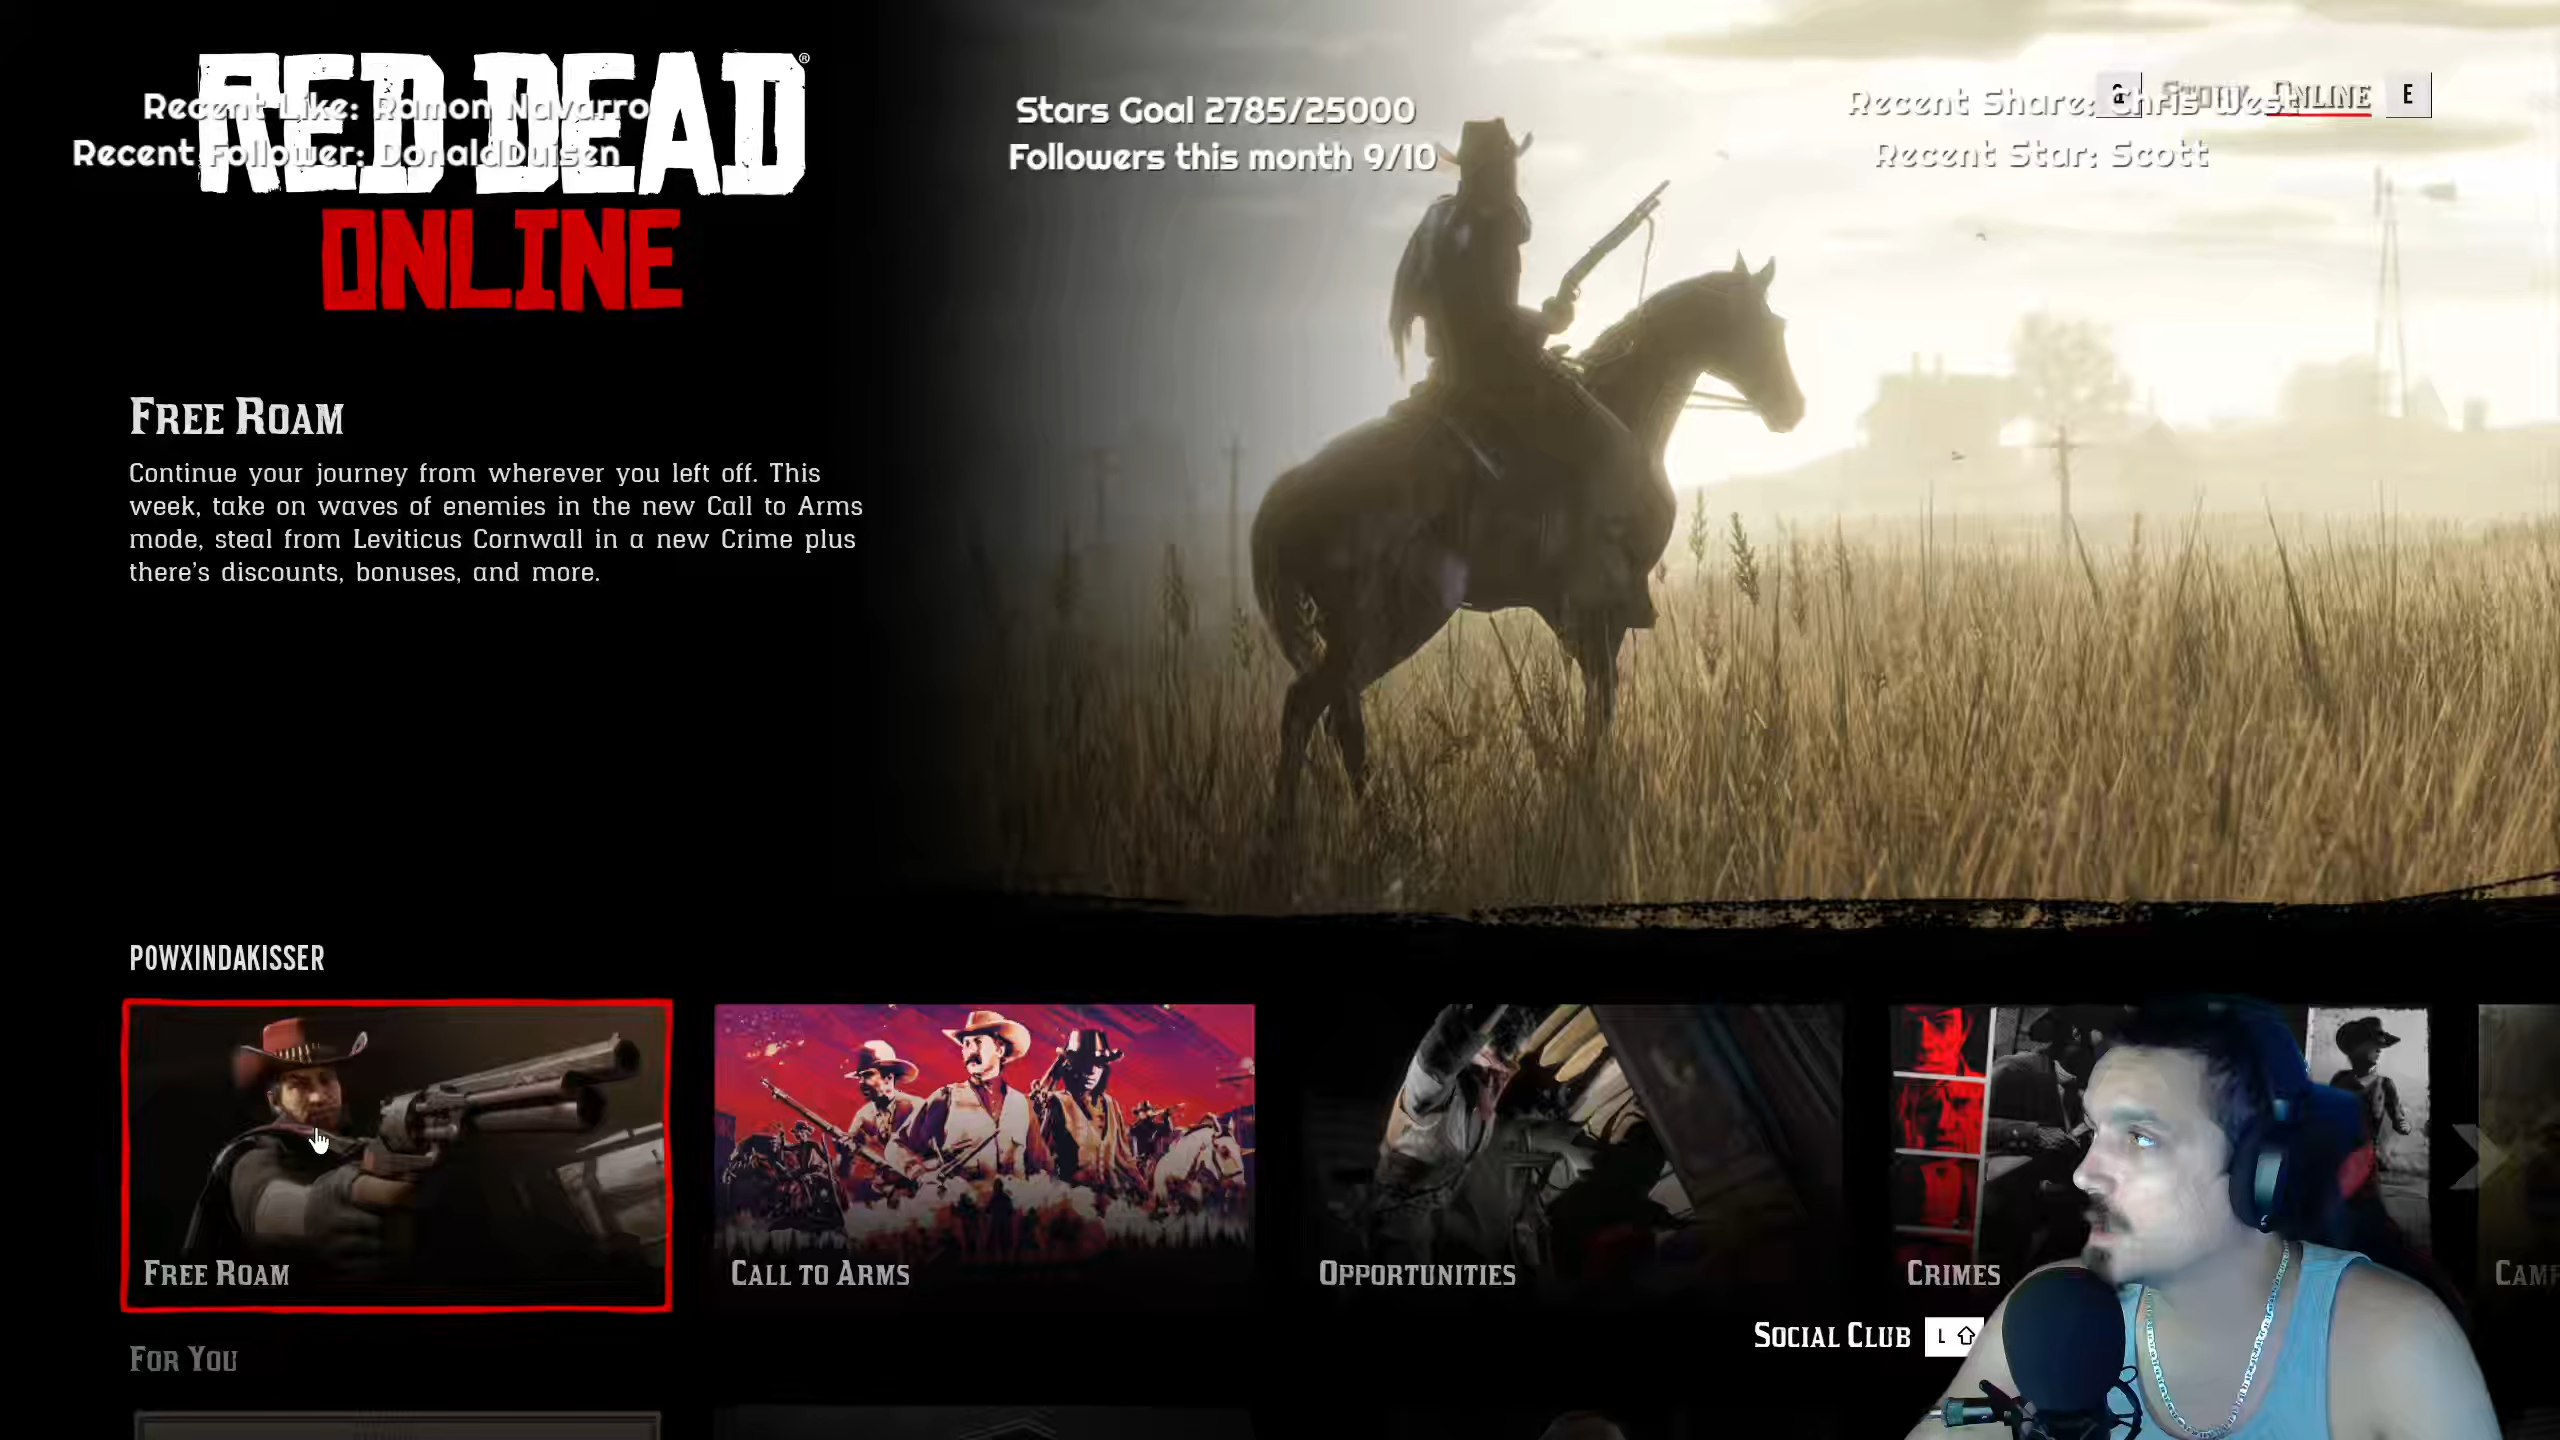 RED DEAD®
ONLINE
Recent Like: Ramon Navarro
Recent Follower: DonaldDuisen
Stars Goal 2785/25000
Followers this month 9/10
Recent Share: Chris West
Recent Star: Scott
Q STORY ONLINE E
FREE ROAM
Continue your journey from wherever you left off. This
week, take on waves of enemies in the new Call to Arms
mode, steal from Leviticus Cornwall in a new Crime plus
there's discounts, bonuses, and more.
POWXINDAKISSER
FREE ROAM
CALL TO ARMS
OPPORTUNITIES
CRIMES
SOCIAL CLUB L
FOR YOU